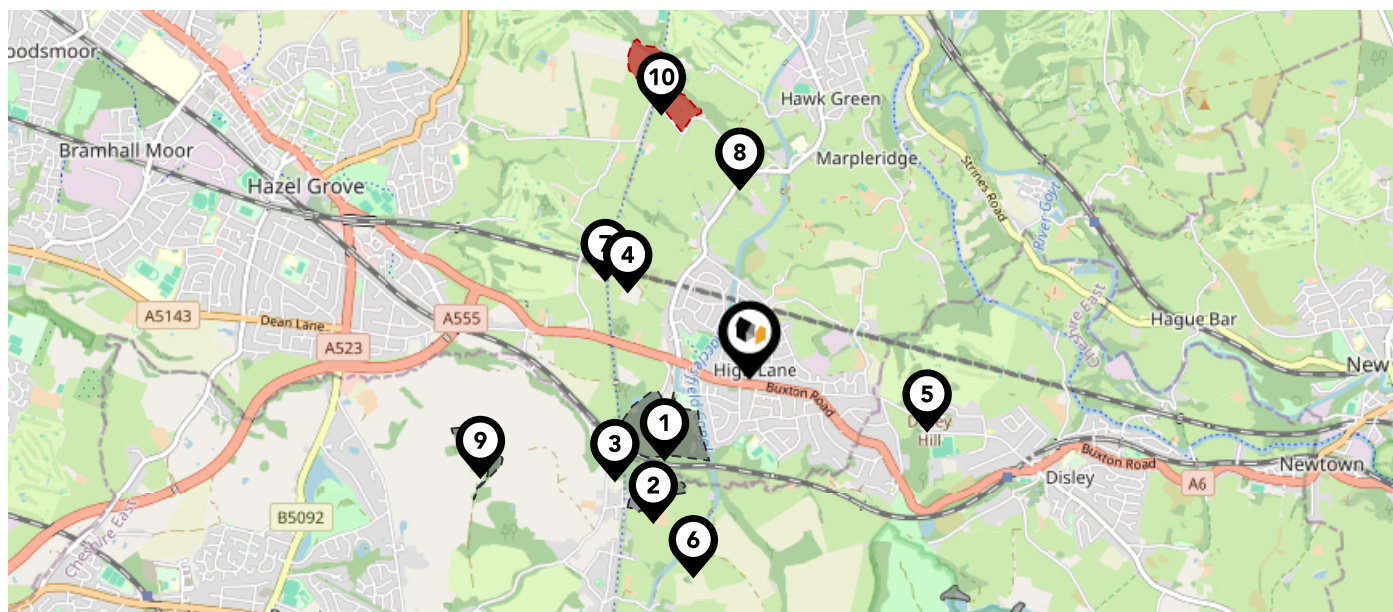 oodsmoor
10
Hawk Green
Bramhall Moor
8
Marpleridge
Hazel Grove
Strines Road
River Goyt
7
4
A5143
Dean Lane
A555
Cheshire East
Hague Bar
A523
High Lane
New
Buxton Road
5
Disley
Hill
1
9
3
Buxton Road
Newtown
2
Disley
A6
B5092
Cheshire East
6